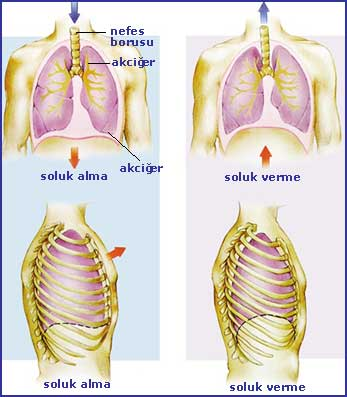 nefes
borusu
akciğer
akciğer
soluk alma
soluk verme
soluk alma
soluk verme